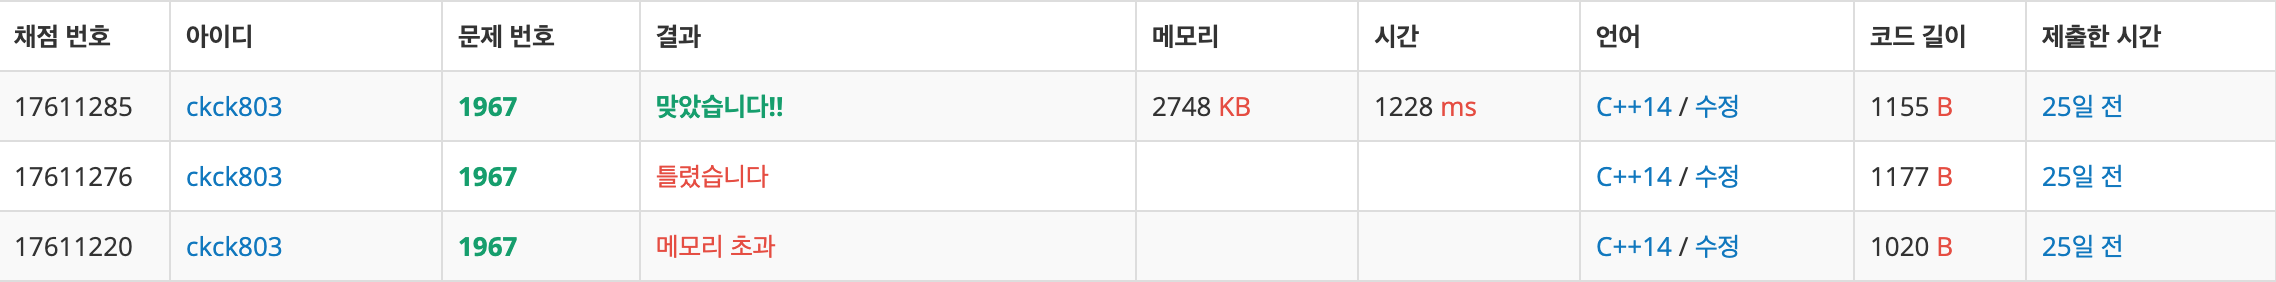 채점 번호 아이디 문제 번호 결과 메모리 시간 언어 코드 길이 제출한 시간
17611285 ckck803 1967 맞았습니다!! 2748 KB 1228 ms C++14 / 수정 1155 B 25일 전
17611276 ckck803 1967 틀렸습니다 C++14 / 수정 1177 B 25일 전
17611220 ckck803 1967 메모리 초과 C++14 / 수정 1020 B 25일 전